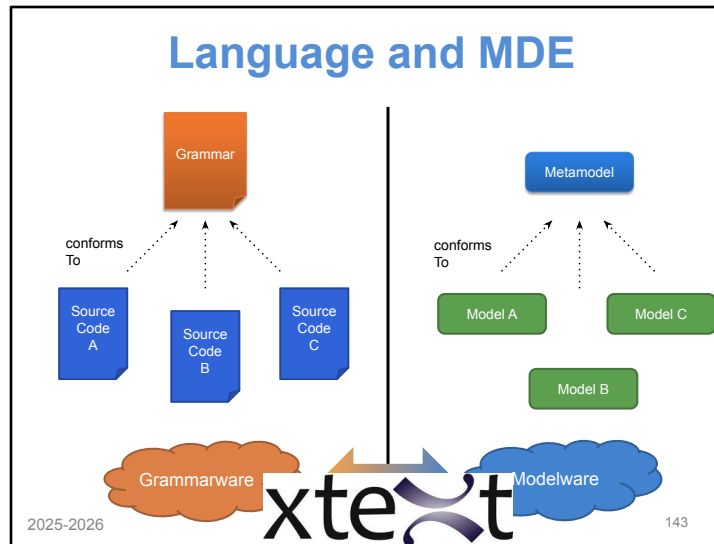 Language and MDE
Grammar
conforms
To
Source
Code
A
Source
Code
B
Source
Code
C
Grammarware
Metamodel
conforms
To
Model A
Model C
Model B
Modelware
xtext
2025-2026
143